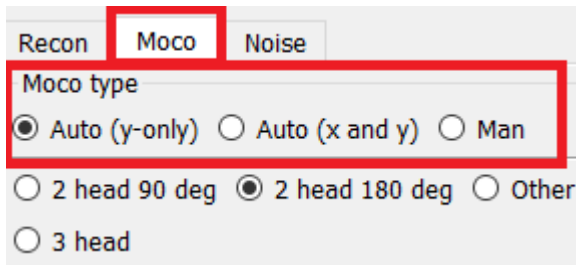 Recon Moco Noise
Moco type
Auto (y-only) Auto (x and y) Man
2 head 90 deg 2 head 180 deg Other
3 head